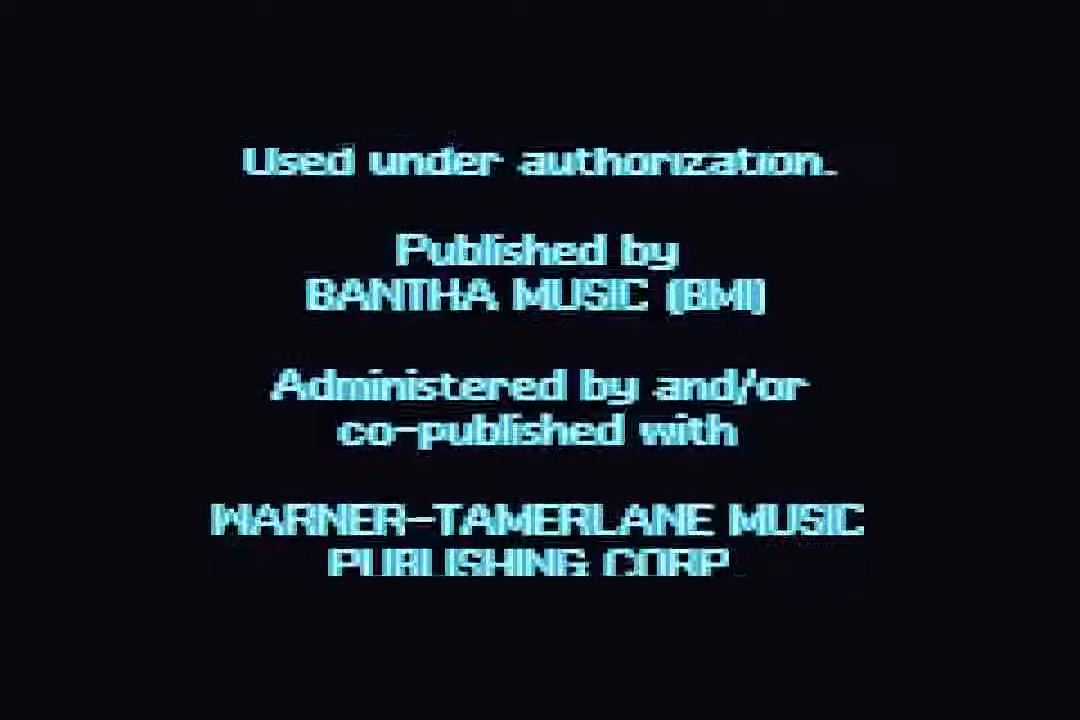 Used under authorization.
Published by
BANTHA MUSIC (BMI)
Administered by and/or
co-published with
WARNER-TAMERLANE MUSIC
PUBLISHING CORP.